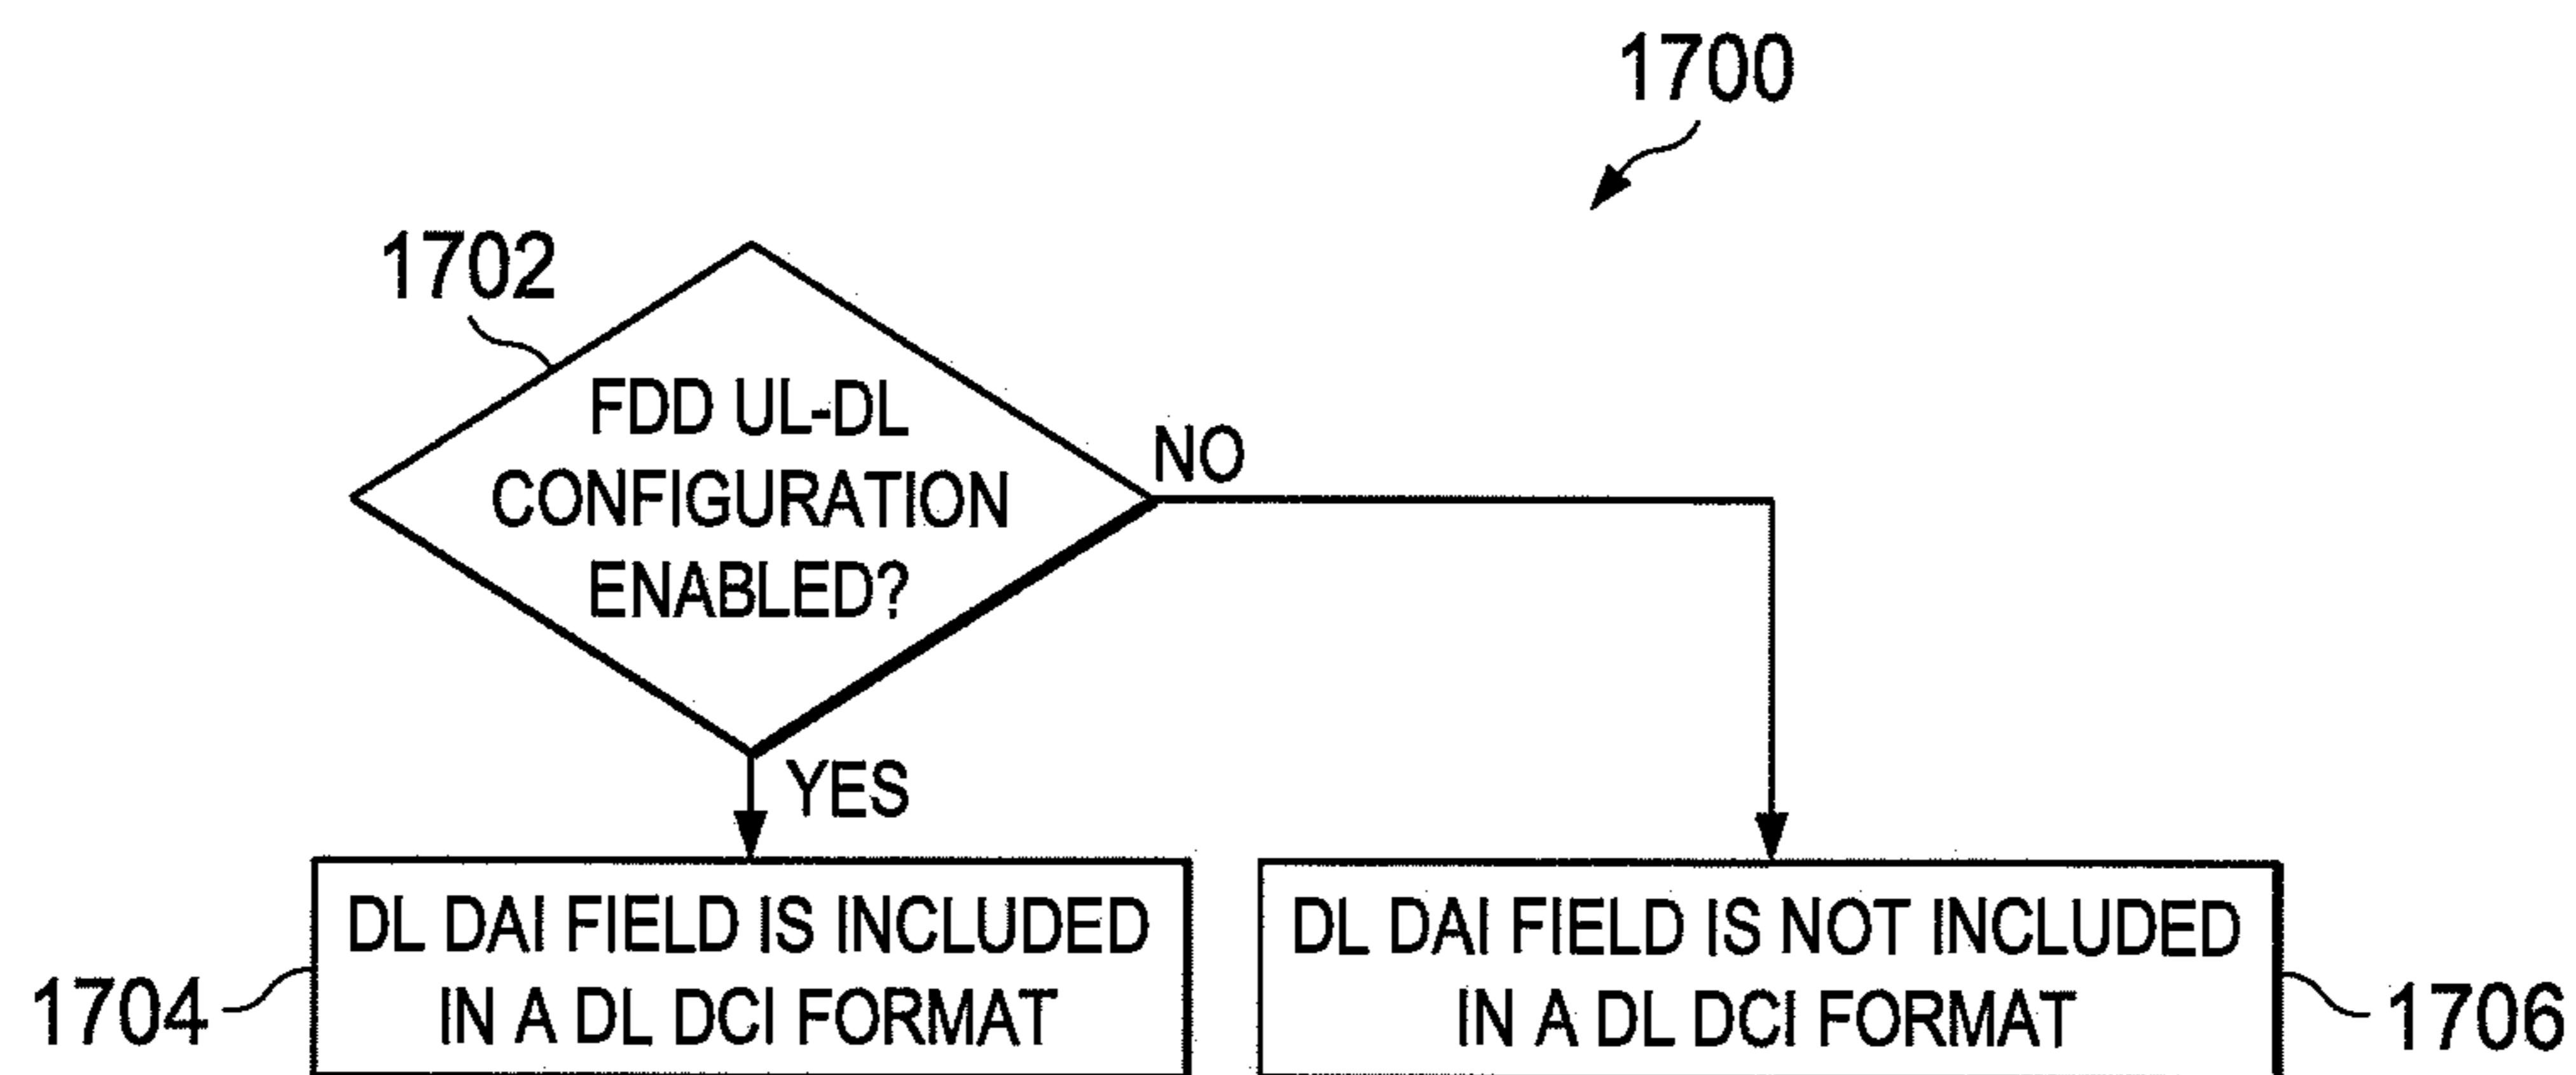 1700
1702
FDD UL-DL
CONFIGURATION
ENABLED?
NO
YES
DL DAI FIELD IS INCLUDED
IN A DL DCI FORMAT
1704
DL DAI FIELD IS NOT INCLUDED
IN A DL DCI FORMAT
1706